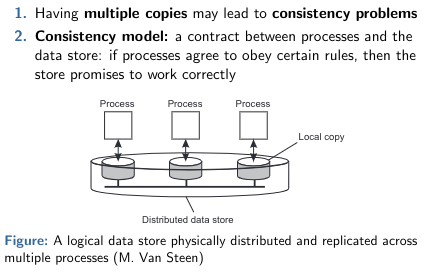 1. Having multiple copies may lead to consistency problems
2. Consistency model: a contract between processes and the
data store: if processes agree to obey certain rules, then the
store promises to work correctly
Process Process Process
Local copy
Distributed data store
Figure: A logical data store physically distributed and replicated across
multiple processes (M. Van Steen)